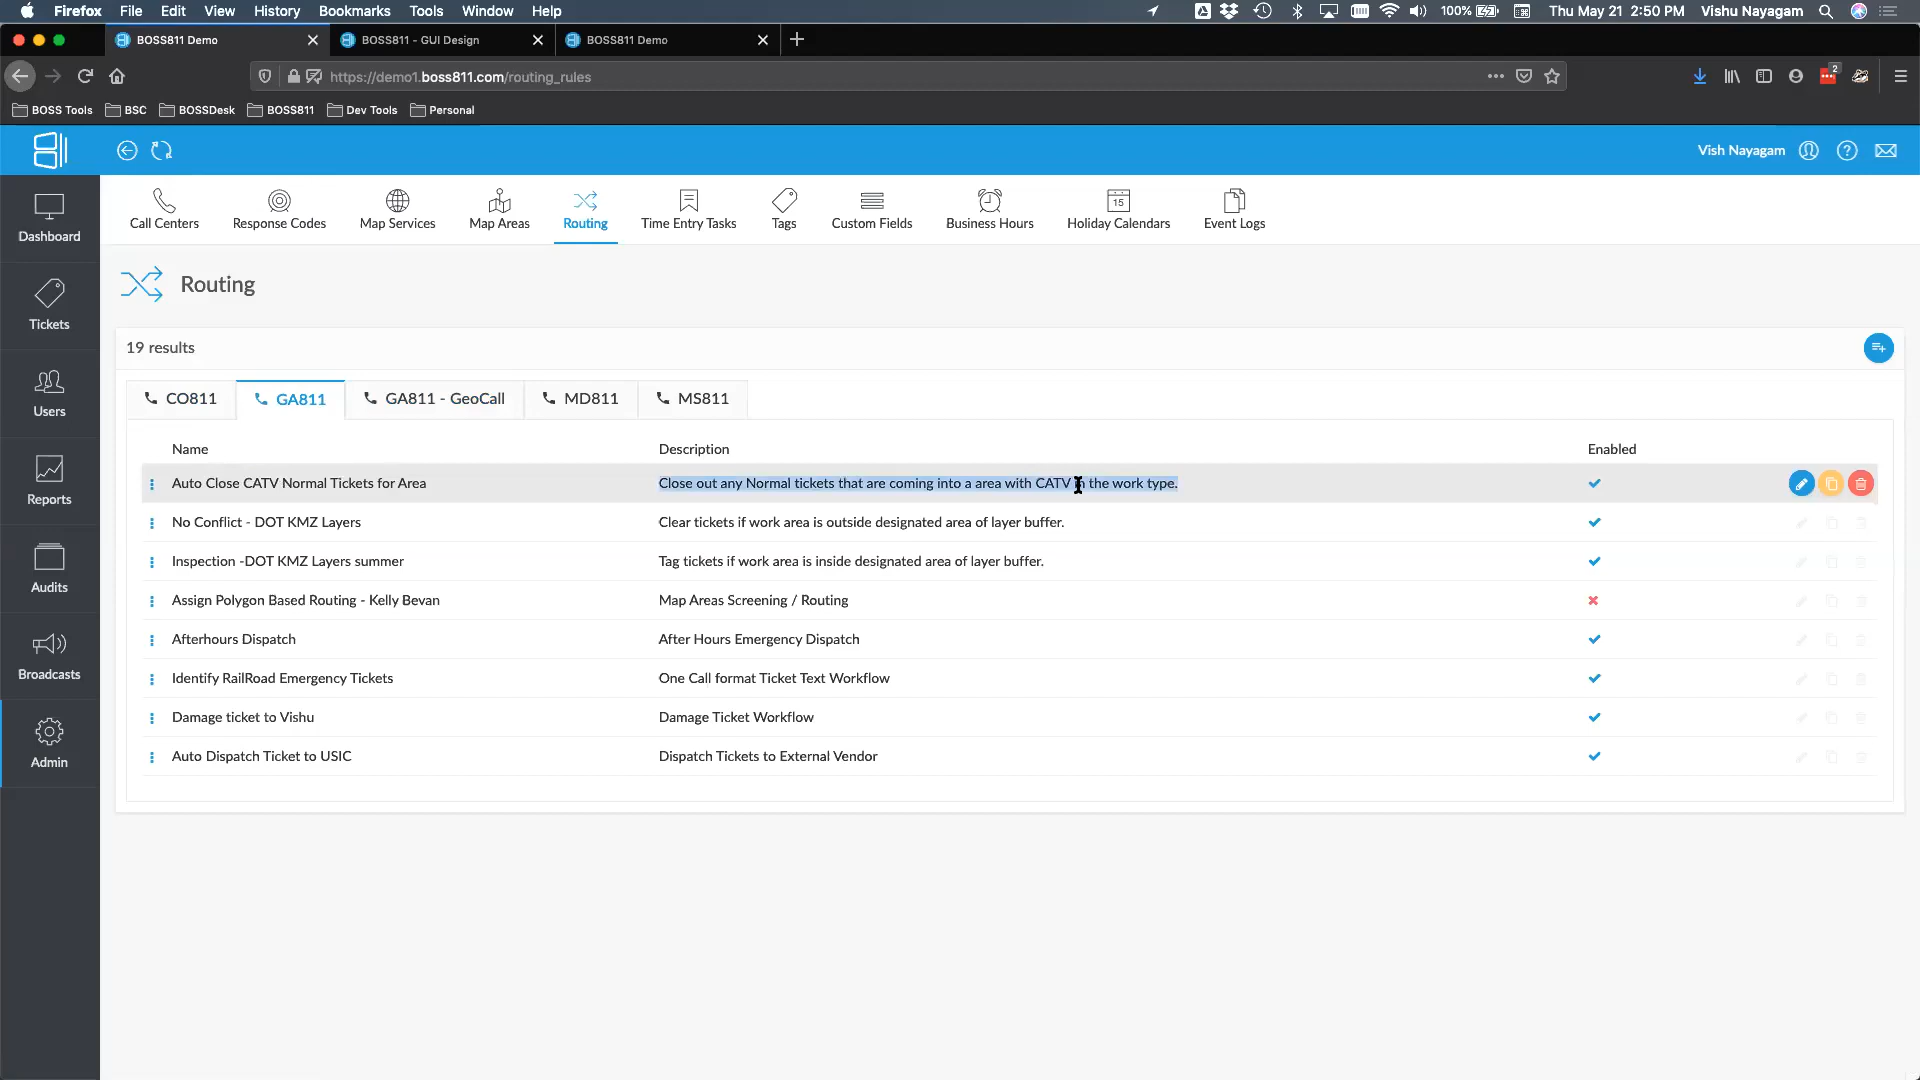 Firefox File Edit View History Bookmarks Tools Window Help 100% Thu May 21 2:50 PM Vishu Nayagam
BOSS811 Demo BOSS811 - GUI Design BOSS811 Demo
https://demo1.boss811.com/routing_rules 2
BOSS Tools BSC BOSSDesk BOSS811 Dev Tools Personal
Vish Nayagam
Dashboard
Tickets
Users
Reports
Audits
Broadcasts
Admin
Call Centers Response Codes Map Services Map Areas Routing Time Entry Tasks Tags Custom Fields Business Hours 15 Holiday Calendars Event Logs
Routing
19 results
CO811 GA811 GA811 - GeoCall MD811 MS811
Name Description Enabled
Auto Close CATV Normal Tickets for Area Close out any Normal tickets that are coming into a area with CATV in the work type.
No Conflict - DOT KMZ Layers Clear tickets if work area is outside designated area of layer buffer.
Inspection -DOT KMZ Layers summer Tag tickets if work area is inside designated area of layer buffer.
Assign Polygon Based Routing - Kelly Bevan Map Areas Screening / Routing
Afterhours Dispatch After Hours Emergency Dispatch
Identify RailRoad Emergency Tickets One Call format Ticket Text Workflow
Damage ticket to Vishu Damage Ticket Workflow
Auto Dispatch Ticket to USIC Dispatch Tickets to External Vendor